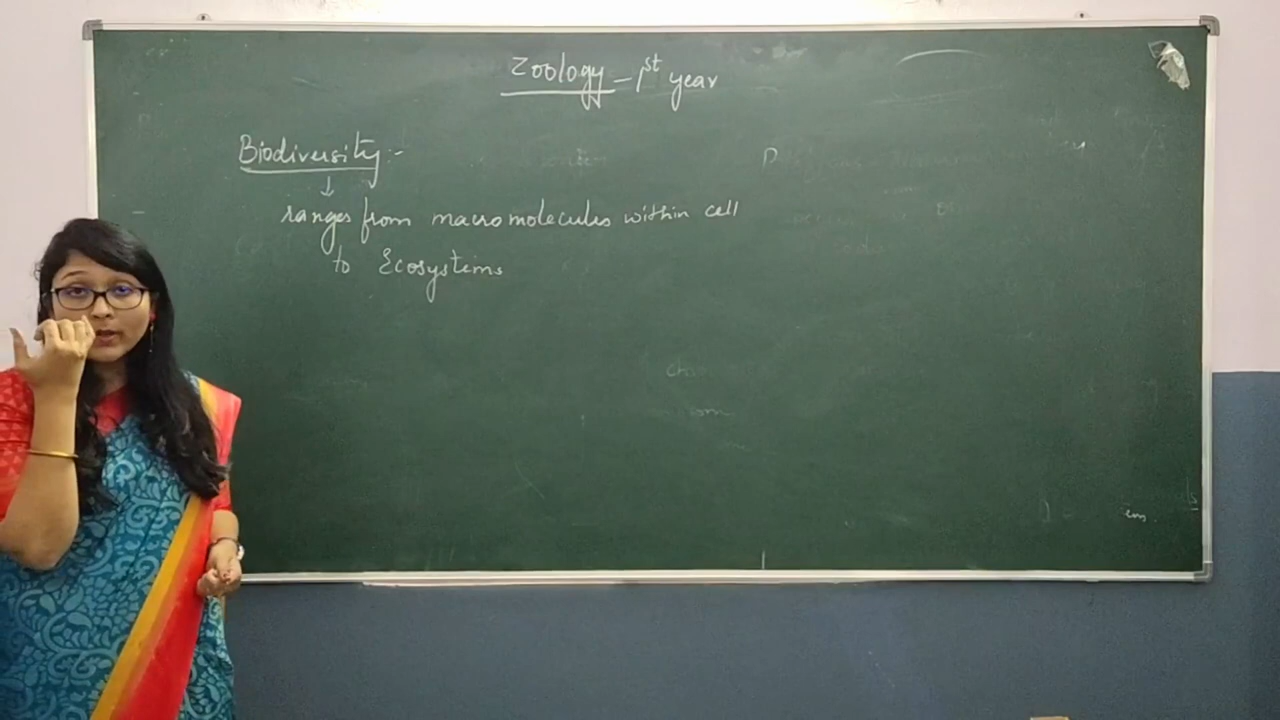 Zoology - 1st year
Biodiversity :-
↓
ranges from macromolecules within cell
to Ecosystems